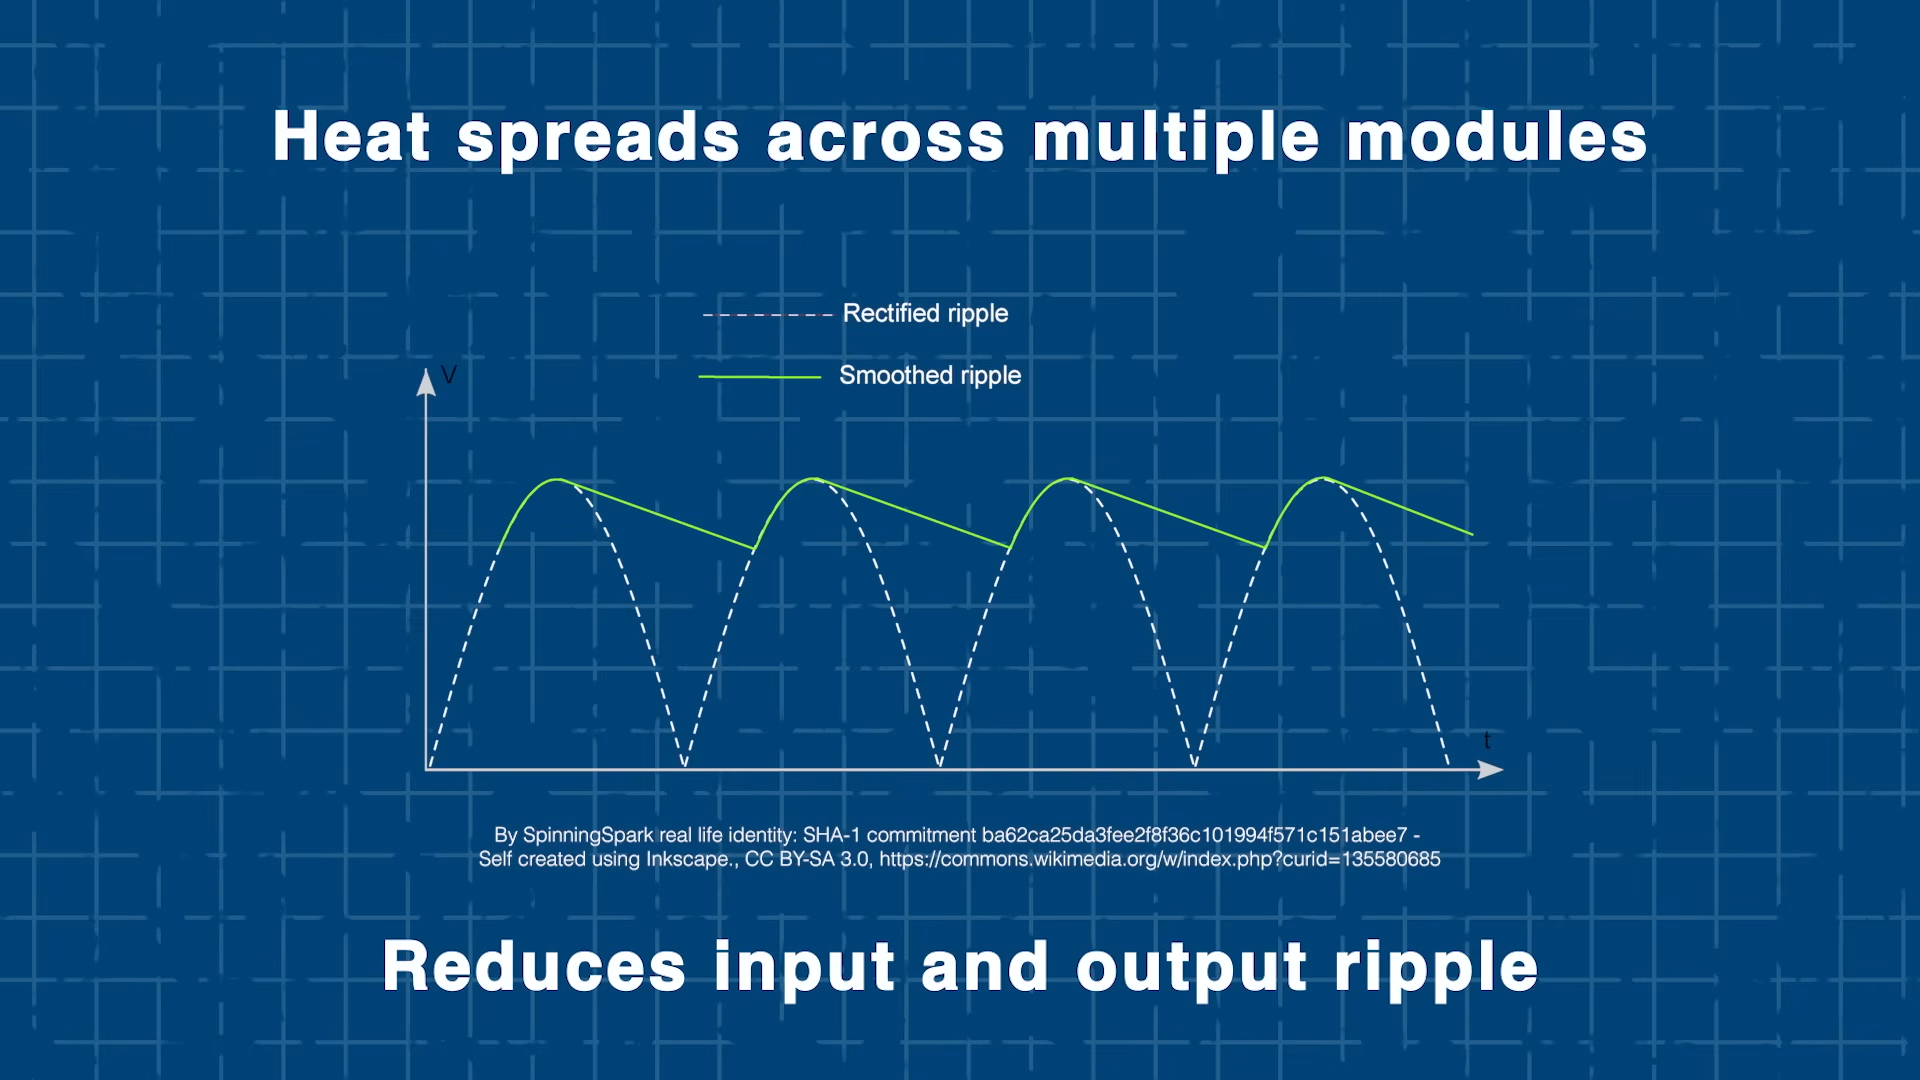 Heat spreads across multiple modules
Rectified ripple
Smoothed ripple
V
t
By SpinningSpark real life identity: SHA-1 commitment ba62ca25da3fee2f8f36c101994f571c151abee7 -
Self created using Inkscape., CC BY-SA 3.0, https://commons.wikimedia.org/w/index.php?curid=135580685
Reduces input and output ripple